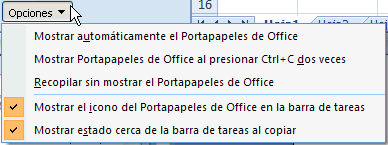 16
Opciones
Hoja1
Mostrar automáticamente el Portapapeles de Office
Mostrar Portapapeles de Office al presionar Ctrl+C dos veces
Recopilar sin mostrar el Portapapeles de Office
Mostrar el icono del Portapapeles de Office en la barra de tareas
Mostrar estado cerca de la barra de tareas al copiar